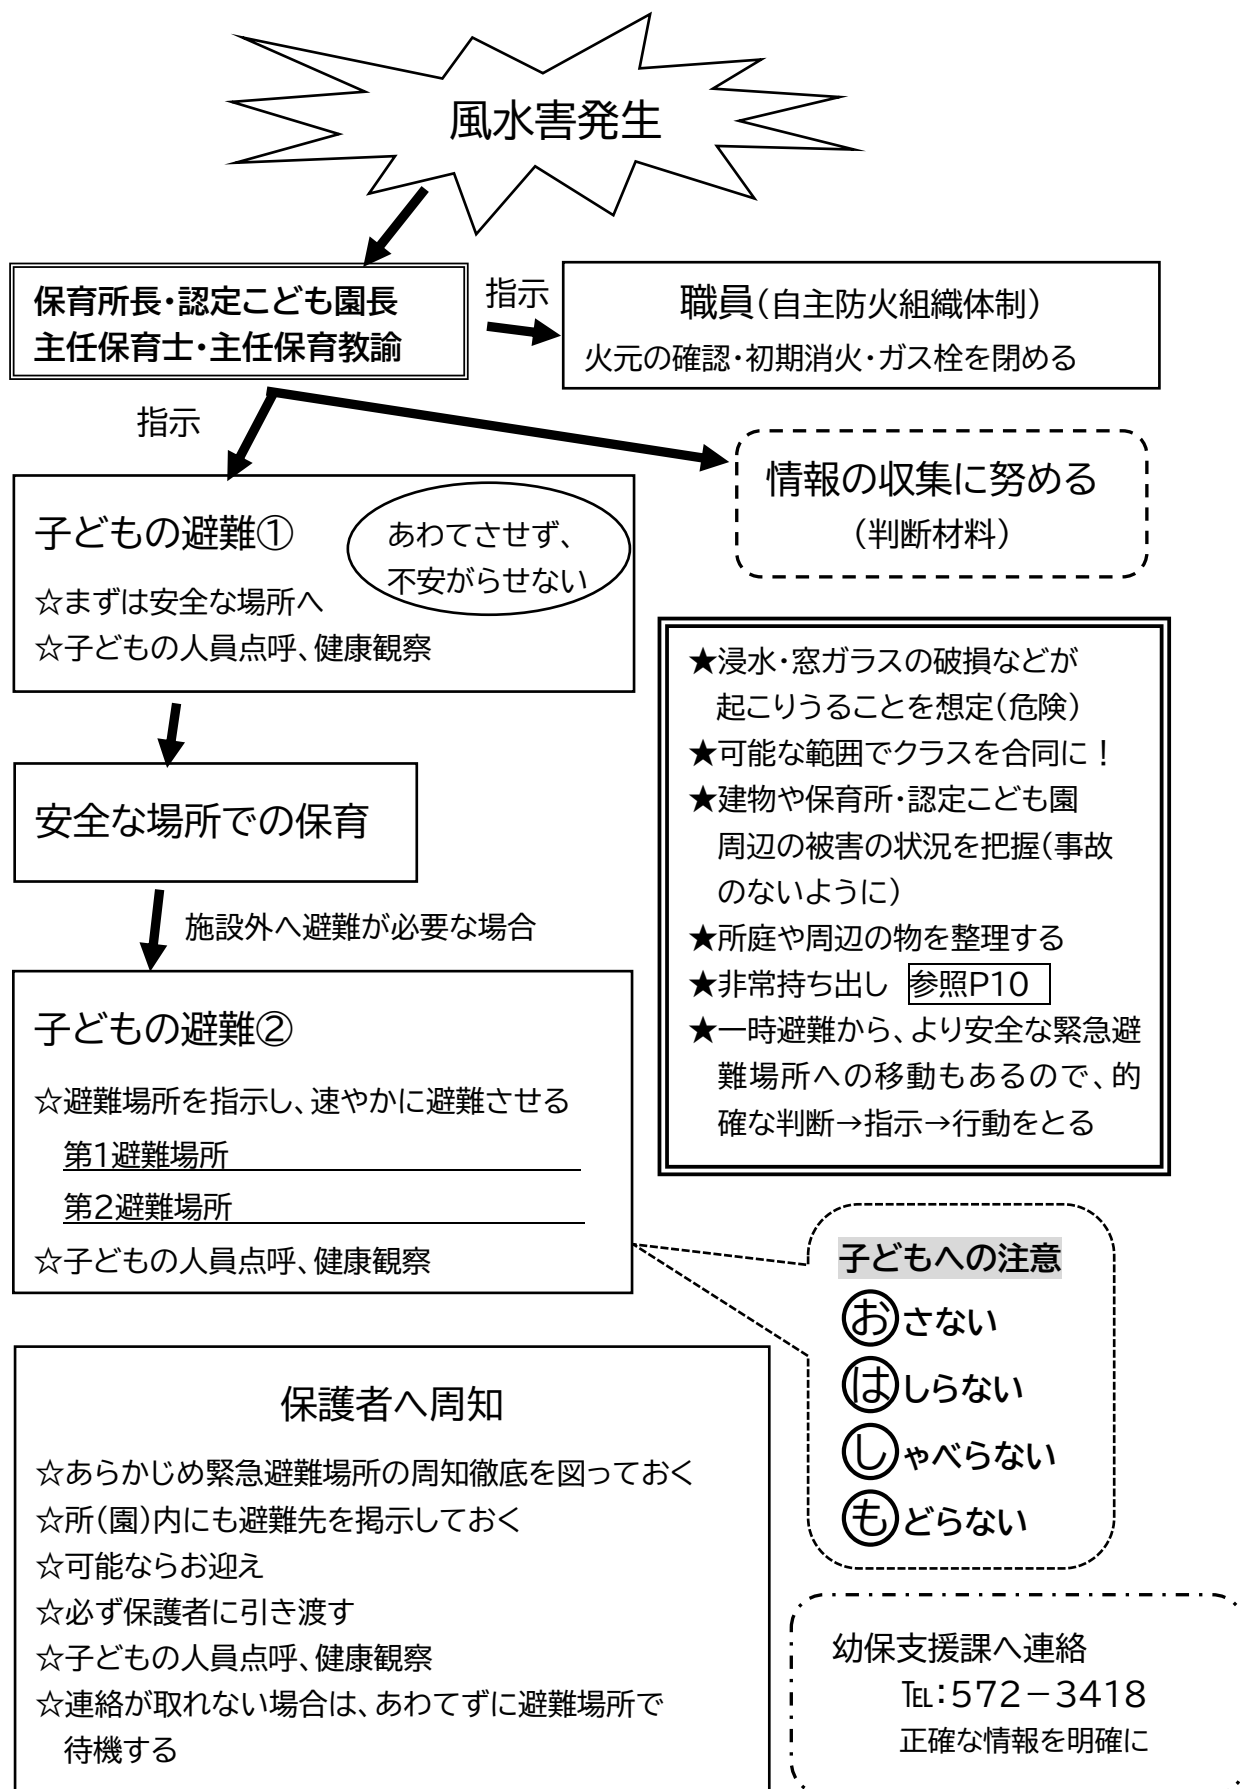 風水害発生
保育所長・認定こども園長
主任保育士・主任保育教諭
指示
職員（自主防火組織体制）
火元の確認・初期消火・ガス栓を閉める
指示
情報の収集に努める
（判断材料）
子どもの避難①
あわてさせず、
不安がらせない
☆まずは安全な場所へ
☆子どもの人員点呼、健康観察
安全な場所での保育
施設外へ避難が必要な場合
子どもの避難②
☆避難場所を指示し、速やかに避難させる
第1避難場所
第2避難場所
☆子どもの人員点呼、健康観察
★浸水・窓ガラスの破損などが
起こりうることを想定（危険）
★可能な範囲でクラスを合同に！
★建物や保育所・認定こども園
周辺の被害の状況を把握（事故
のないように）
★所庭や周辺の物を整理する
★非常持ち出し 参照P10
★一時避難から、より安全な緊急避
難場所への移動もあるので、的
確な判断→指示→行動をとる
子どもへの注意
おさない
はしらない
しゃべらない
もどらない
保護者へ周知
☆あらかじめ緊急避難場所の周知徹底を図っておく
☆所（園）内にも避難先を掲示しておく
☆可能ならお迎え
☆必ず保護者に引き渡す
☆子どもの人員点呼、健康観察
☆連絡が取れない場合は、あわてずに避難場所で
待機する
幼保支援課へ連絡
℡：572－3418
正確な情報を明確に